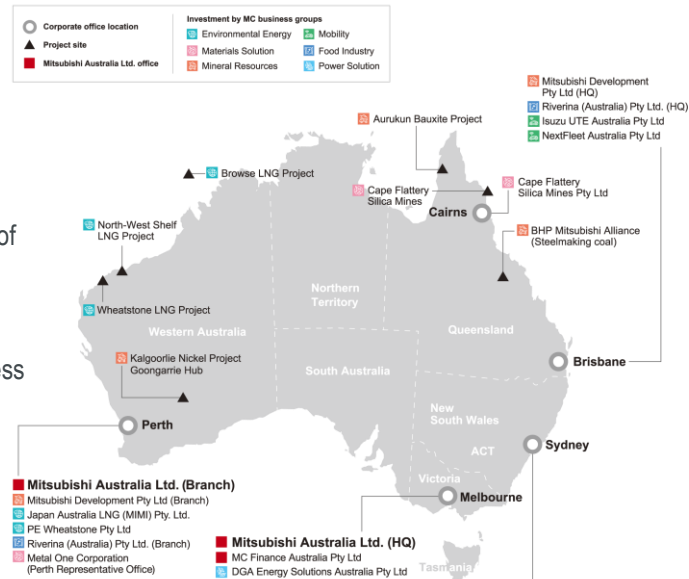 Corporate office location
Project site
Mitsubishi Australia Ltd. office
Investment by MC business groups
Environmental Energy
Mobility
Materials Solution
Food Industry
Mineral Resources
Power Solution
Mitsubishi Development
Pty Ltd (HQ)
Riverina (Australia) Pty Ltd. (HQ)
Isuzu UTE Australia Pty Ltd
NextFleet Australia Pty Ltd
Aurukun Bauxite Project
Browse LNG Project
Cape Flattery
Silica Mines
Cape Flattery
Silica Mines Pty Ltd
Cairns
of
North-West Shelf
LNG Project
BHP Mitsubishi Alliance
(Steelmaking coal)
Northern
Territory
Wheatstone LNG Project
Western Australia
Queensland
ess
Kalgoorlie Nickel Project
Goongarrie Hub
South Australia
Brisbane
New
South Wales
Perth
Sydney
ACT
Victoria
Melbourne
Mitsubishi Australia Ltd. (Branch)
Mitsubishi Development Pty Ltd (Branch)
Japan Australia LNG (MIMI) Pty. Ltd.
PE Wheatstone Pty Ltd
Riverina (Australia) Pty Ltd. (Branch)
Metal One Corporation
(Perth Representative Office)
Mitsubishi Australia Ltd. (HQ)
MC Finance Australia Pty Ltd
DGA Energy Solutions Australia Pty Ltd
Tasmania